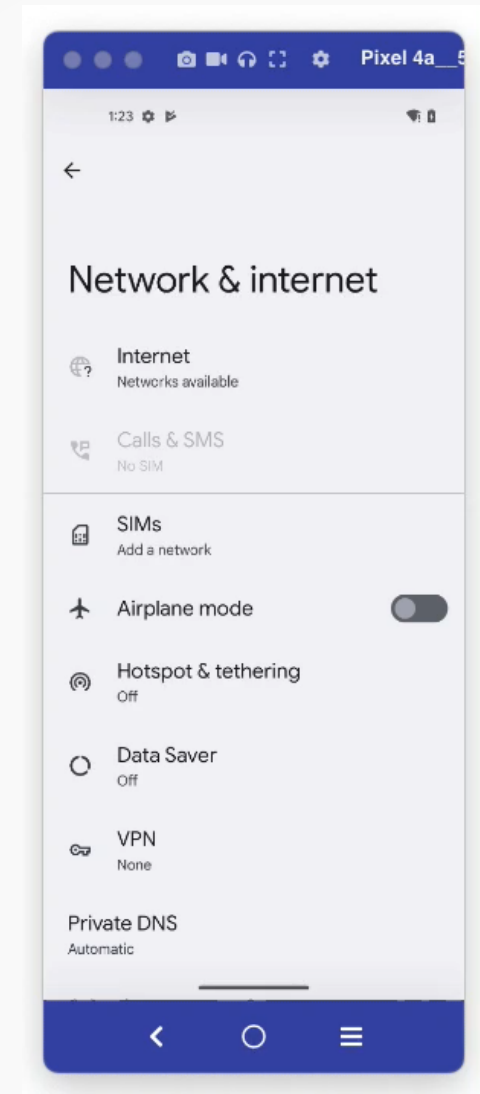 Pixel 4a__5
1:23
Network & internet
Internet
Networks available
Calls & SMS
No SIM
SIMs
Add a network
Airplane mode
Hotspot & tethering
Off
Data Saver
Off
VPN
None
Private DNS
Automatic